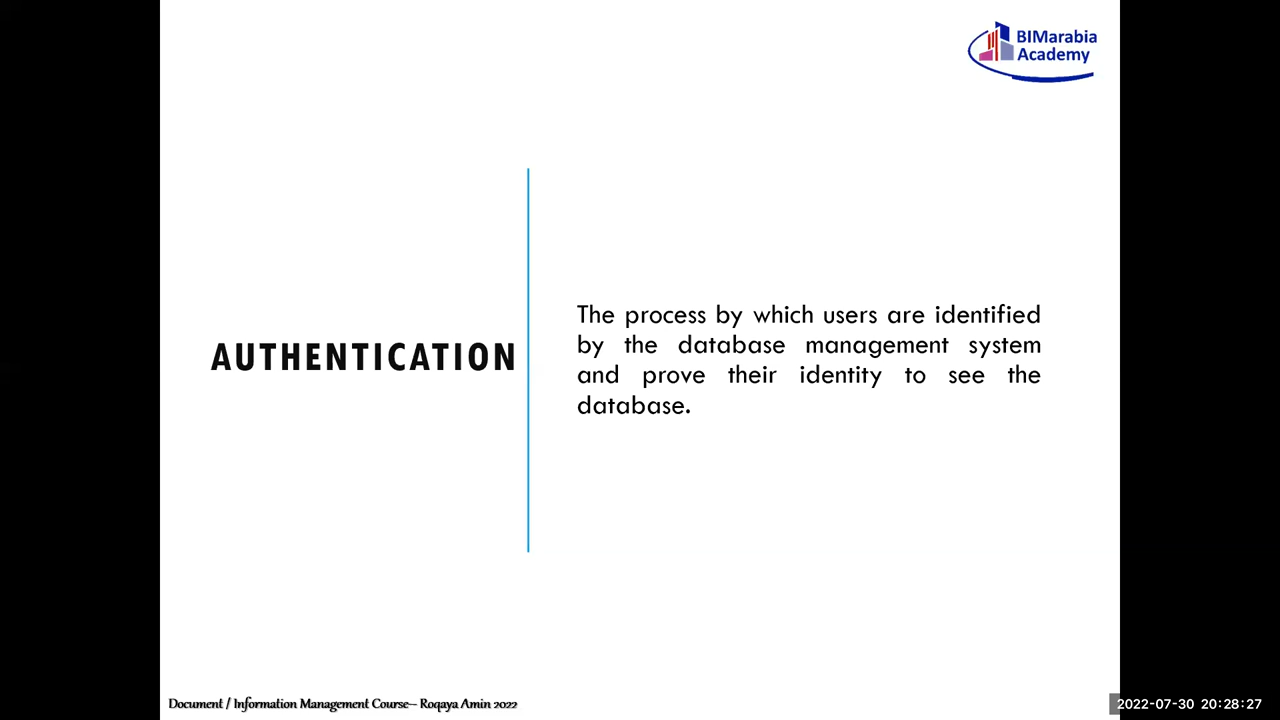 BIMarabia
Academy
AUTHENTICATION
The process by which users are identified
by the database management system
and prove their identity to see the
database.
Document / Information Management Course– Roqaya Amin 2022
2022-07-30 20:28:27